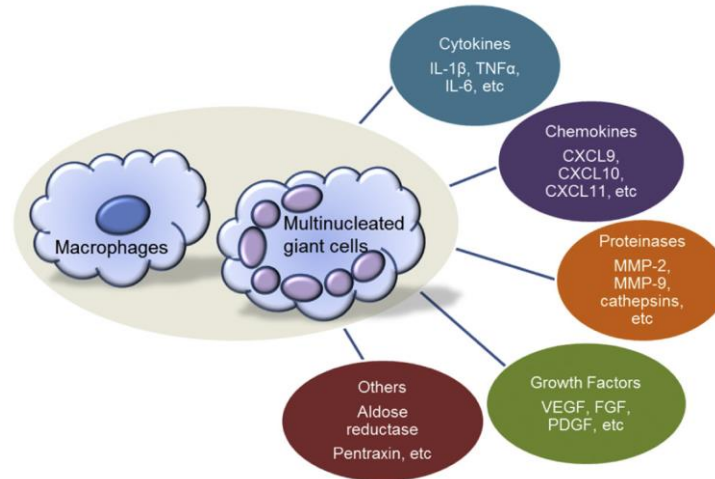 Cytokines
IL-1β, TNFα,
IL-6, etc
Chemokines
CXCL9,
CXCL10,
CXCL11, etc
Macrophages
Multinucleated
giant cells
Proteinases
MMP-2,
MMP-9,
cathepsins,
etc
Others
Aldose
reductase
Pentraxin, etc
Growth Factors
VEGF, FGF,
PDGF, etc